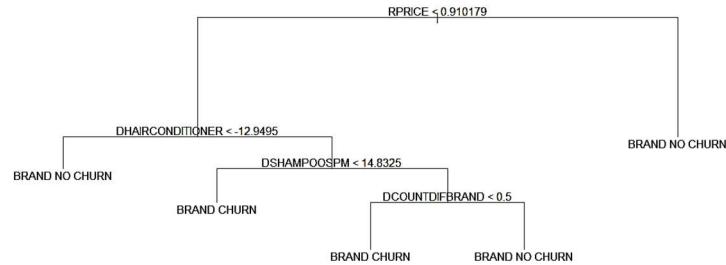 RPRICE < 0.910179
DHAIRCONDITIONER < -12.9495
BRAND NO CHURN
DSHAMPOOSPM < 14.8325
BRAND NO CHURN
DCOUNTDIFBRAND < 0.5
BRAND CHURN
BRAND CHURN
BRAND NO CHURN